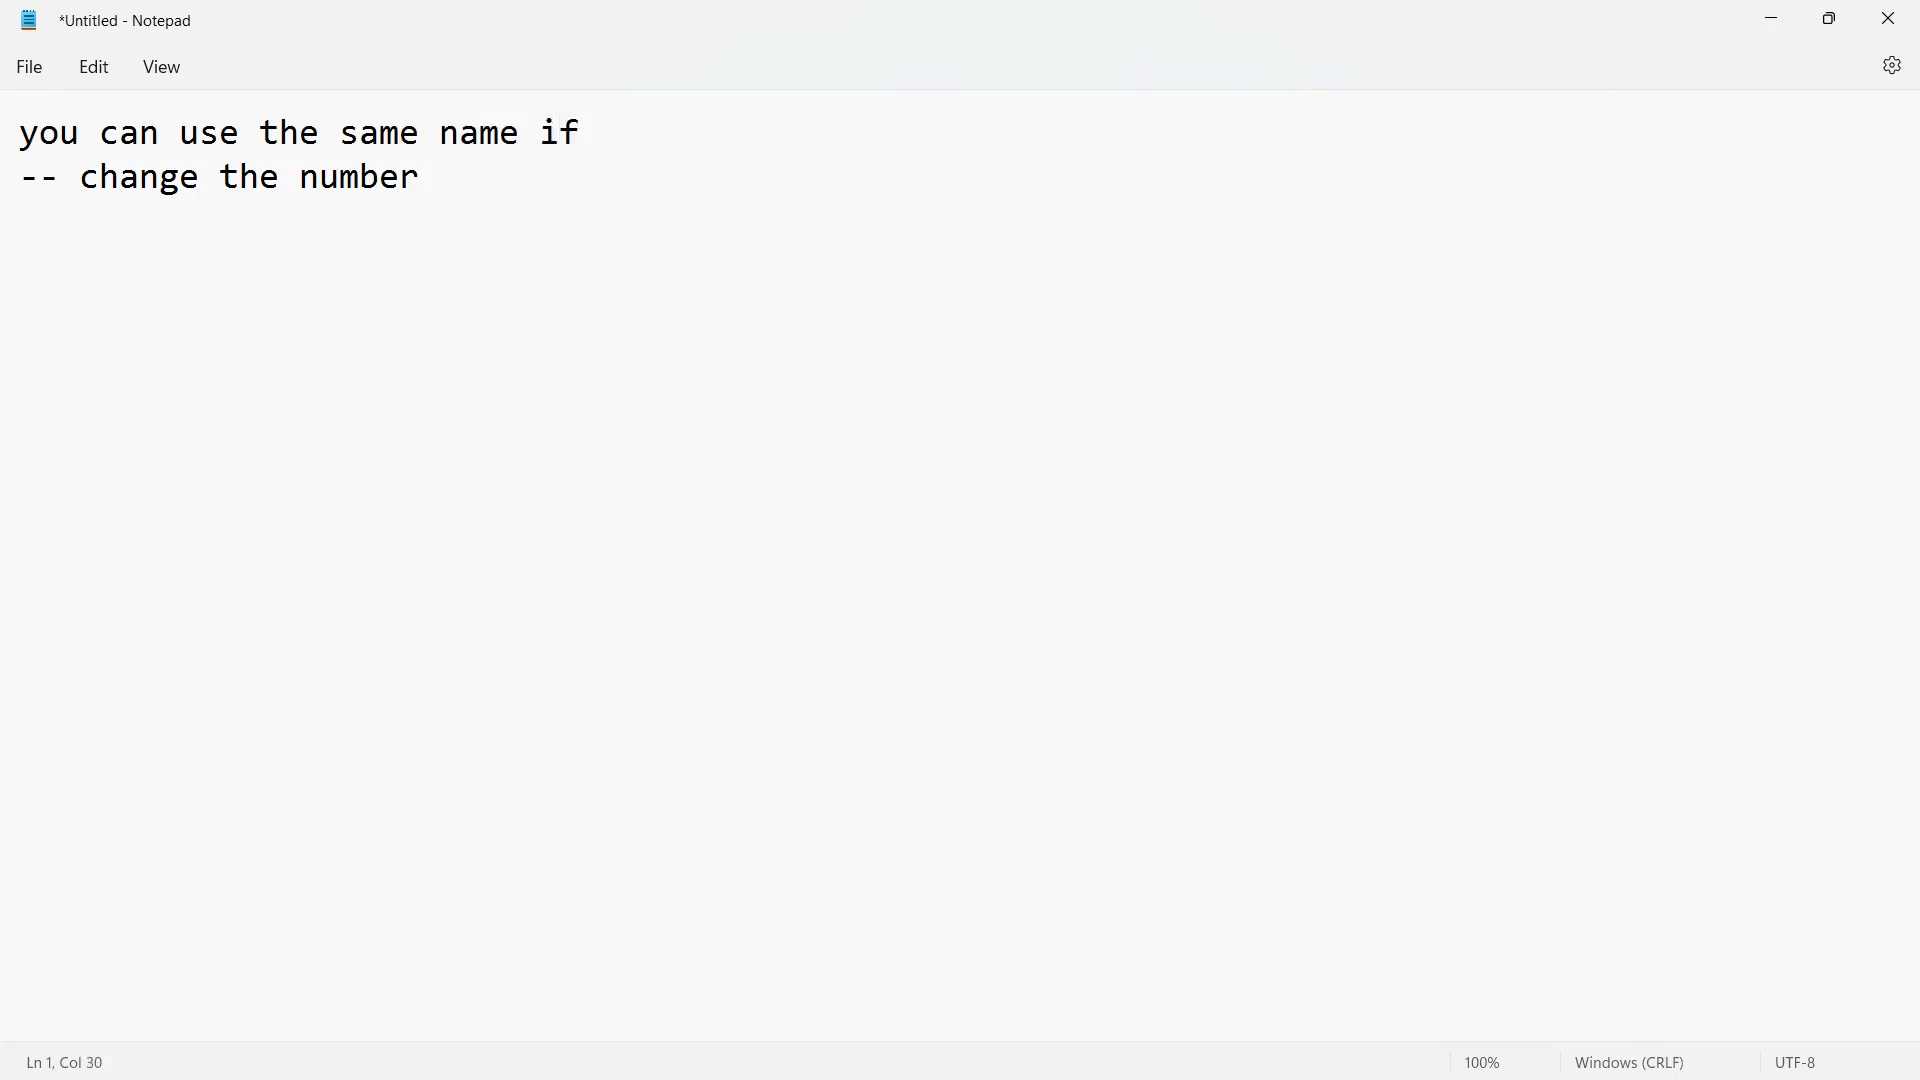 *Untitled - Notepad
File Edit View
you can use the same name if
-- change the number
Ln 1, Col 30 100% Windows (CRLF) UTF-8